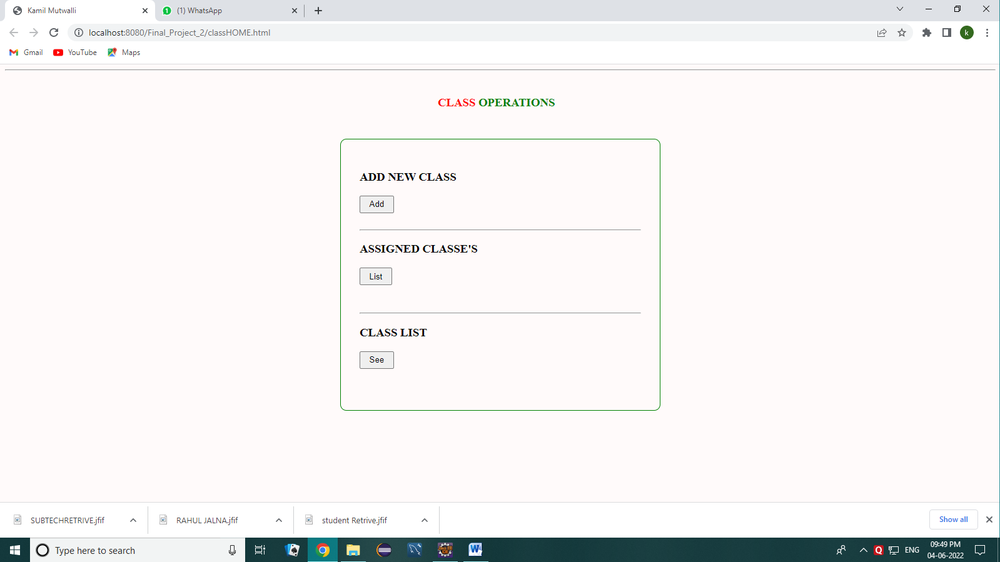 Kamil Mutwalli
1 (1) WhatsApp
localhost:8080/Final_Project_2/classHOME.html
k
Gmail YouTube Maps
CLASS OPERATIONS
ADD NEW CLASS
Add
ASSIGNED CLASSE'S
List
CLASS LIST
See
SUBTECHRETRIVE.jfif RAHUL JALNA.jfif student Retrive.jfif Show all
Type here to search
ENG 09:49 PM
04-06-2022